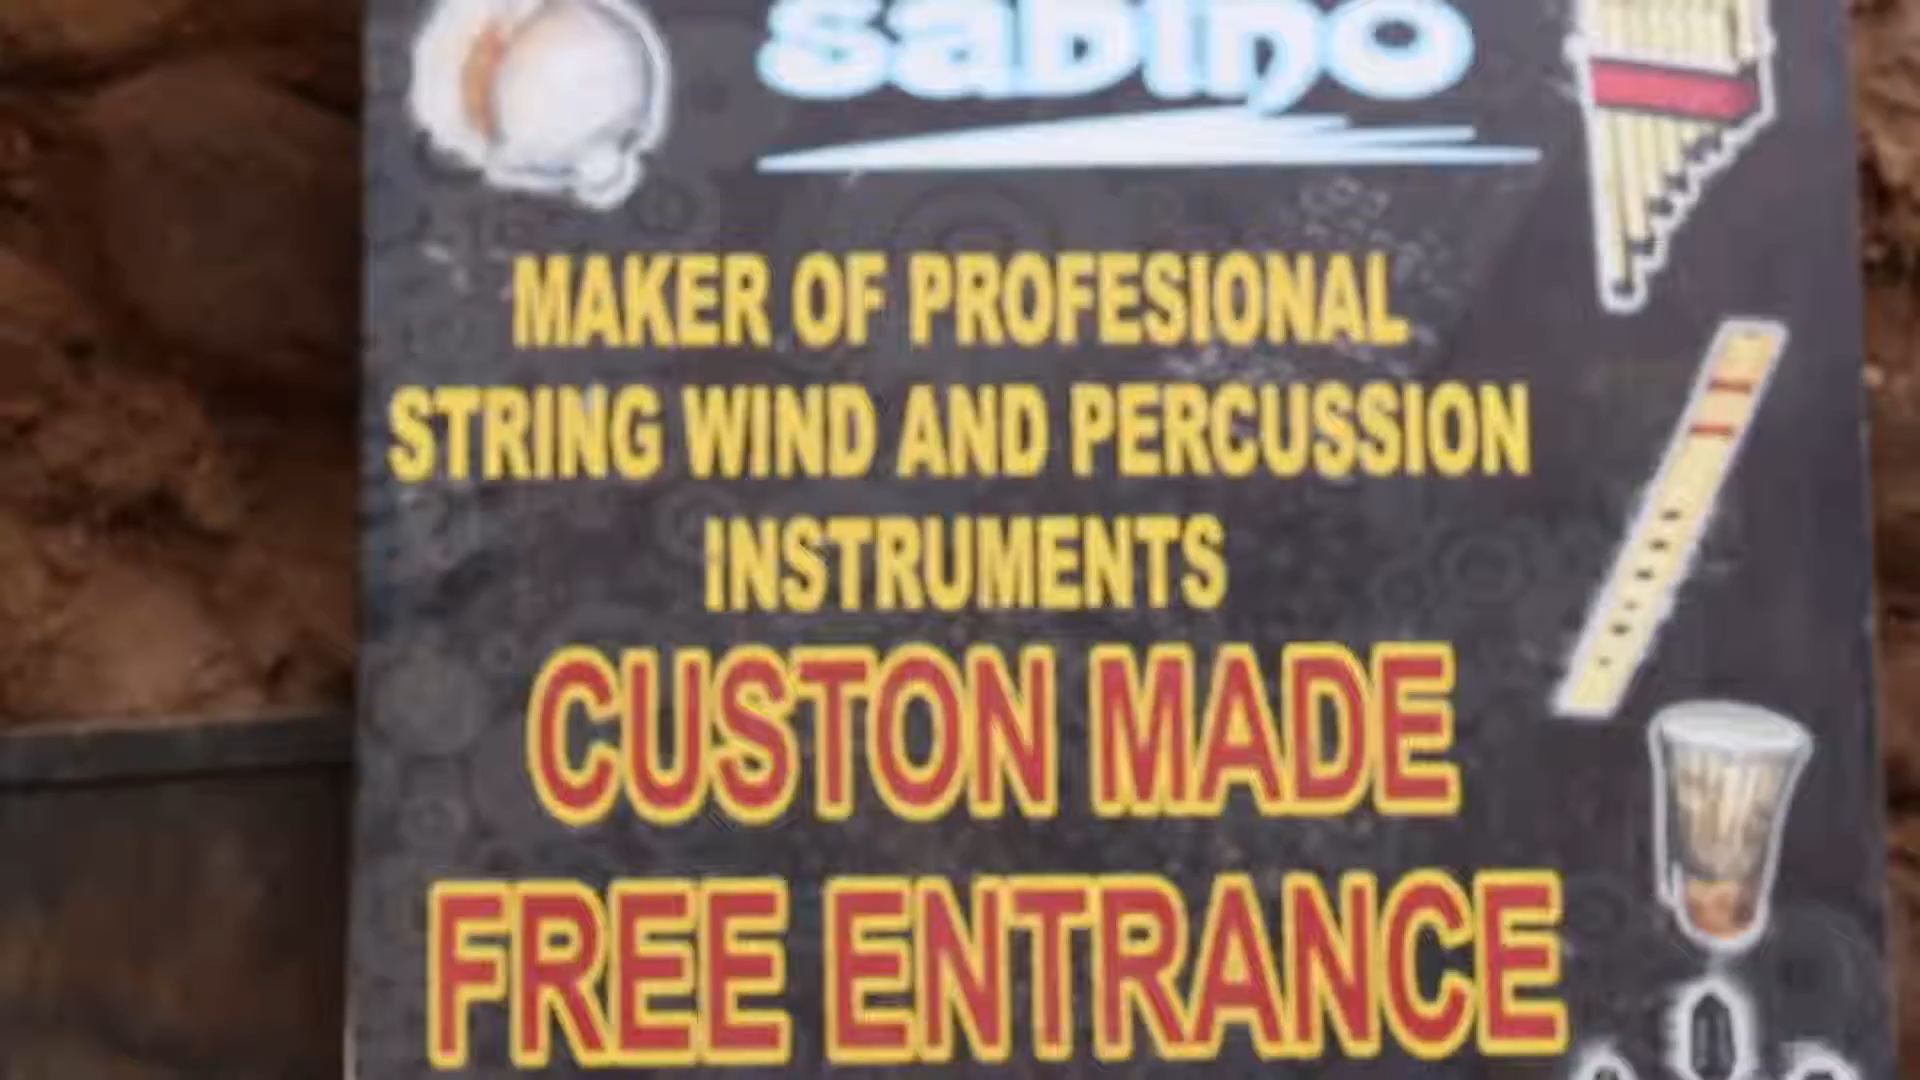 sabino
MAKER OF PROFESIONAL
STRING WIND AND PERCUSSION
INSTRUMENTS
CUSTON MADE
FREE ENTRANCE